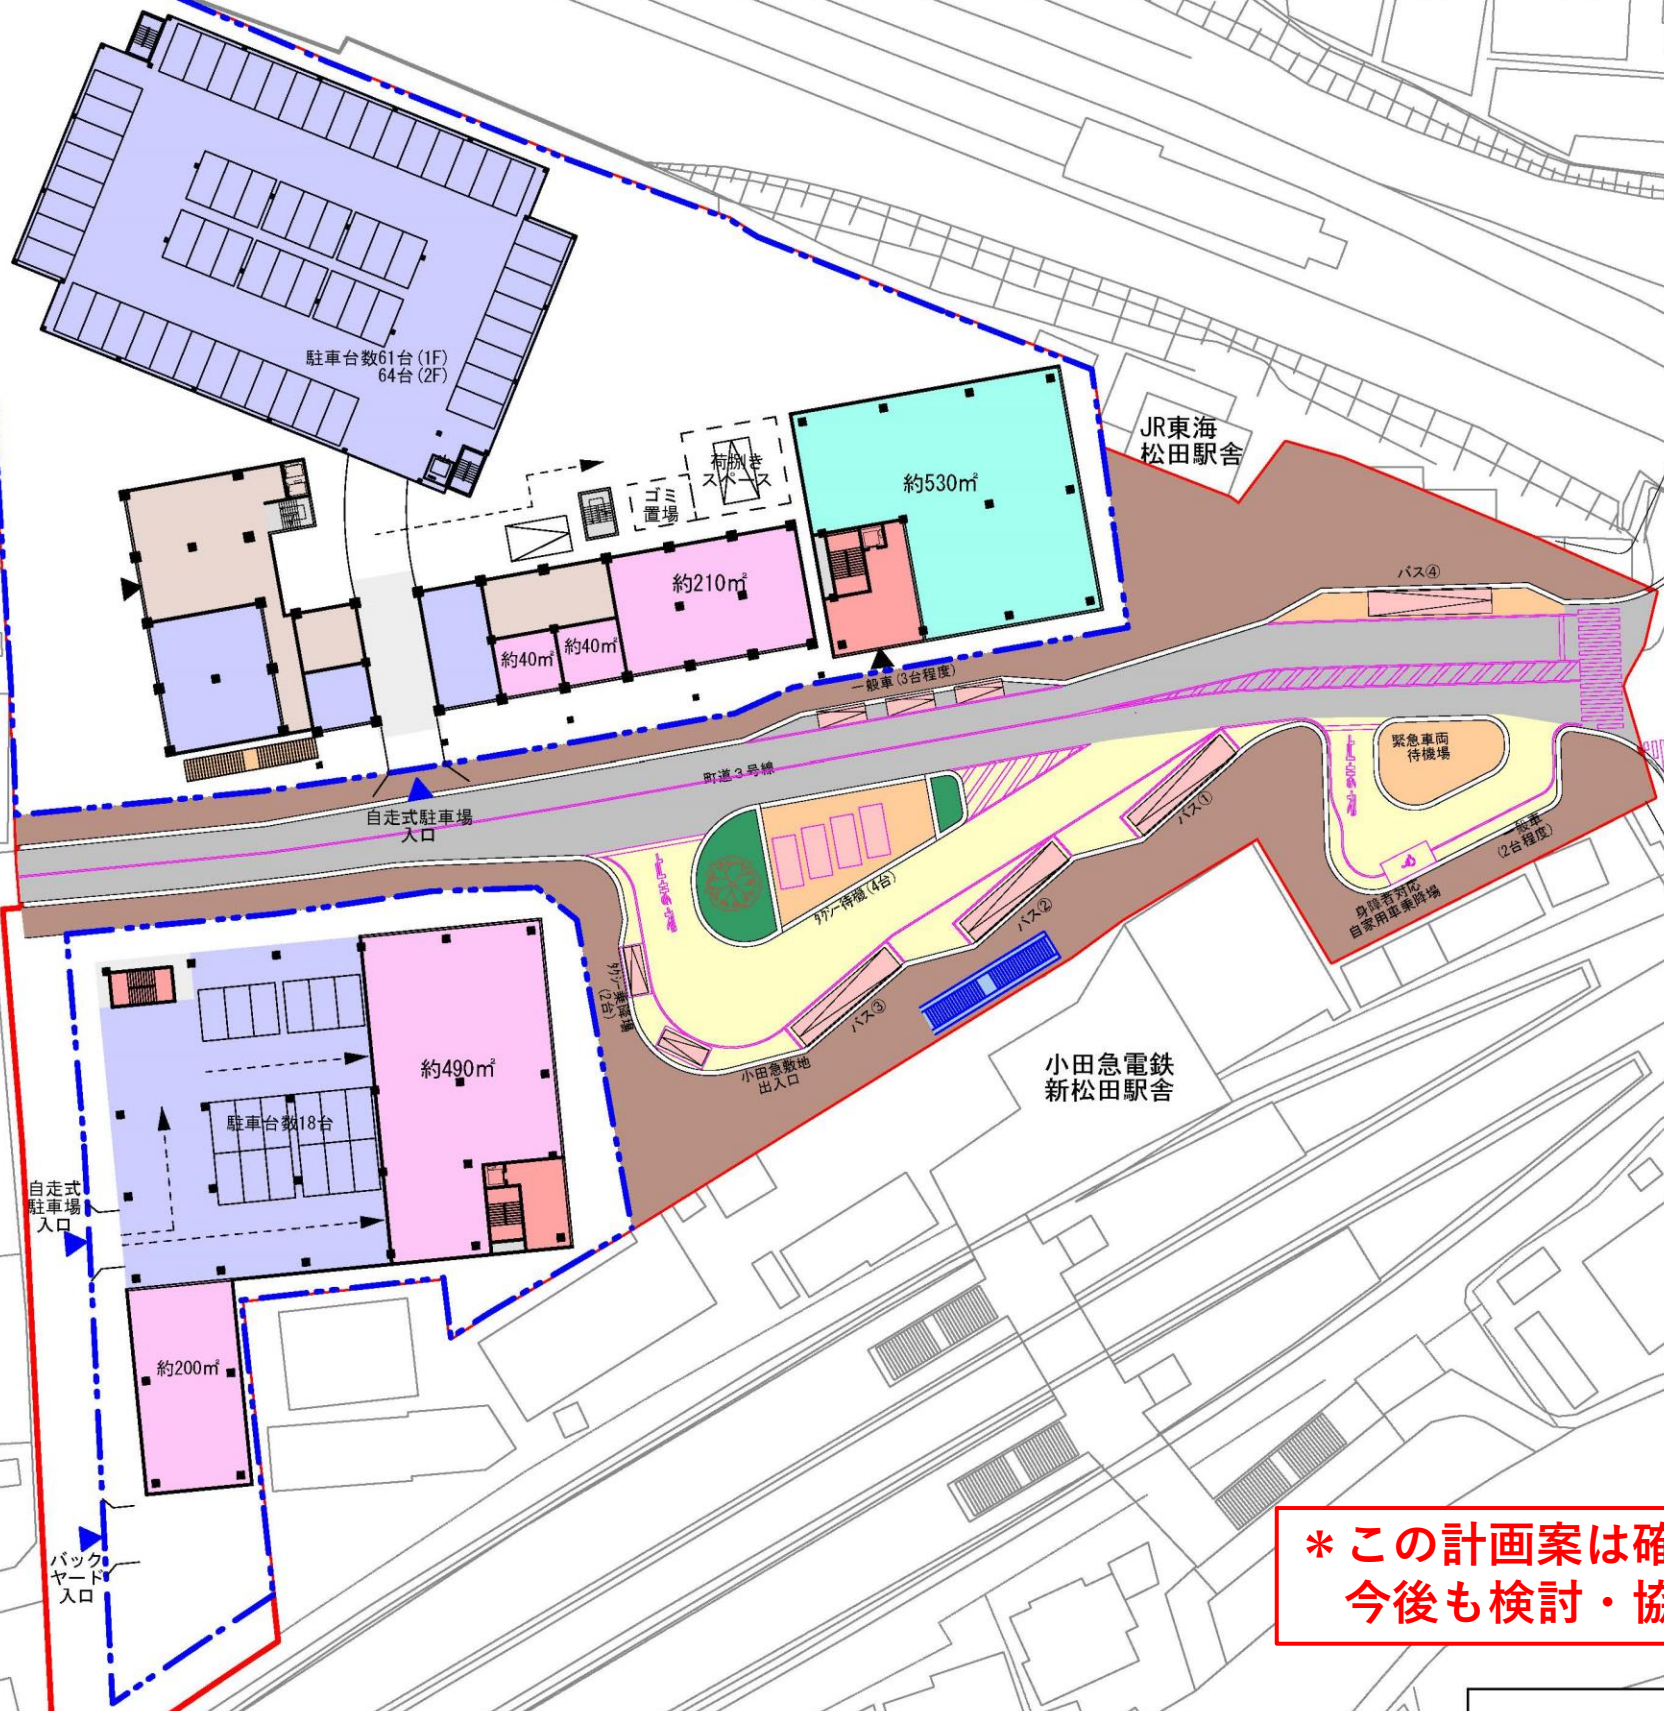 駐車台数61台(1F)
64台(2F)
荷捌き
スペース
ゴミ
置場
約530㎡
JR東海
松田駅舎
約210㎡
約40㎡
約40㎡
バス④
一般車(3台程度)
緊急車両
待機場
町道3号線
自走式駐車場
入口
バス①
一般車
(2台程度)
タクシー待機(4台)
身障者対応
自家用車乗降場
バス②
タクシー乗降場
(2台)
バス③
小田急敷地
出入口
小田急電鉄
新松田駅舎
約490㎡
駐車台数18台
自走式
駐車場
入口
約200㎡
バック
ヤード
入口
＊この計画案は確
今後も検討・協